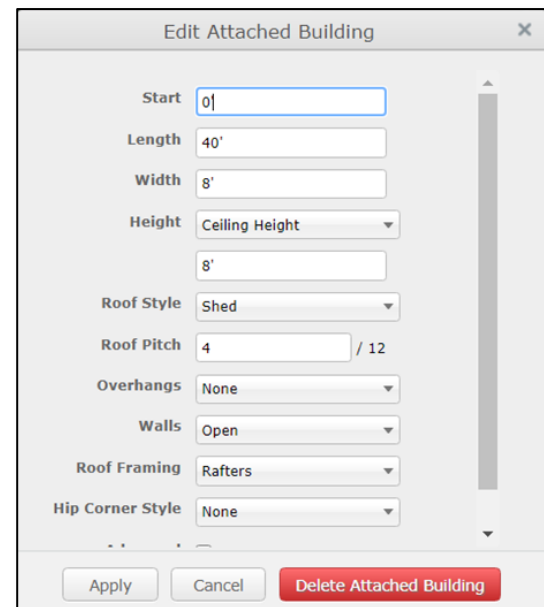 Edit Attached Building ×
Start 0'
Length 40'
Width 8'
Height Ceiling Height
8'
Roof Style Shed
Roof Pitch 4 / 12
Overhangs None
Walls Open
Roof Framing Rafters
Hip Corner Style None
Apply Cancel Delete Attached Building